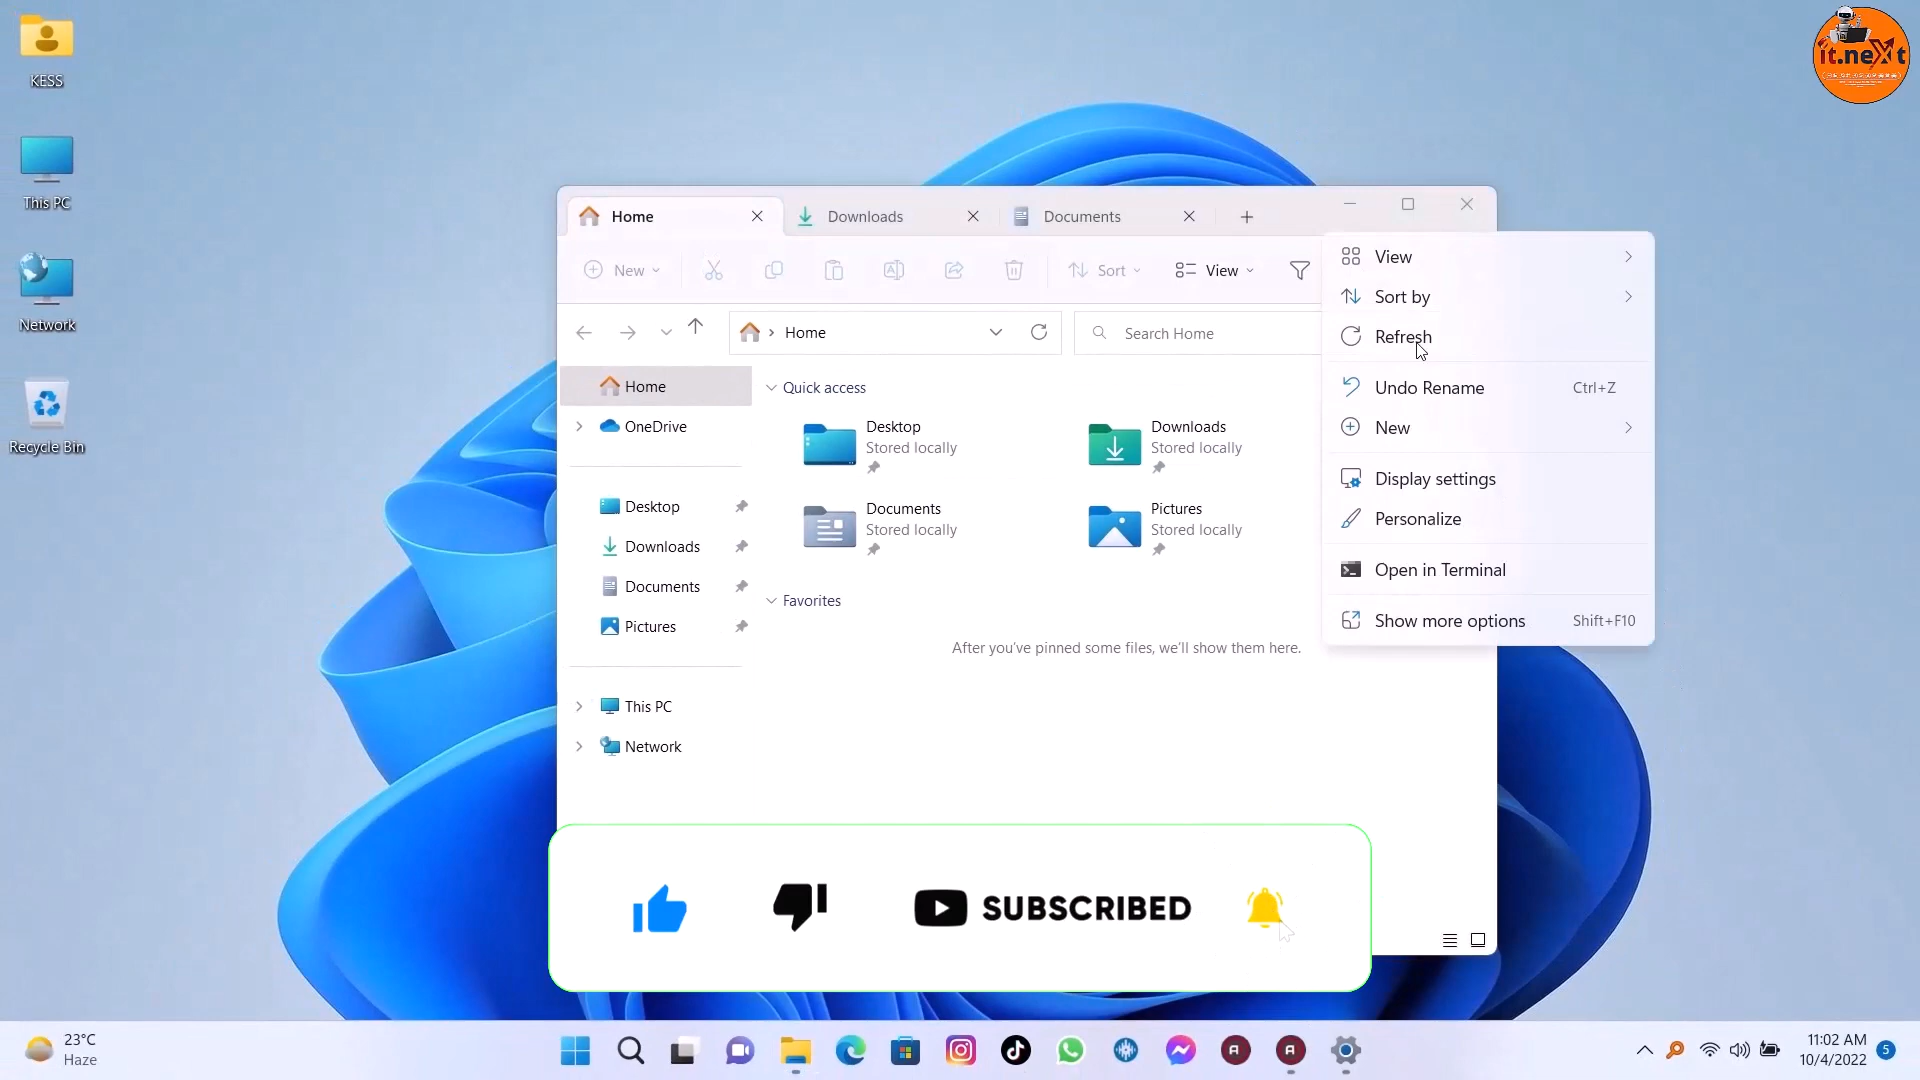 KESS
This PC
Network
Recycle Bin
it.neXt
Home
Downloads
Documents
New
Sort
View
Home
Search Home
Home
OneDrive
Desktop
Downloads
Documents
Pictures
This PC
Network
Quick access
Desktop
Stored locally
Downloads
Stored locally
Documents
Stored locally
Pictures
Stored locally
Favorites
After you've pinned some files, we'll show them here.
View
Sort by
Refresh
Undo Rename Ctrl+Z
New
Display settings
Personalize
Open in Terminal
Show more options Shift+F10
SUBSCRIBED
23°C
Haze
11:02 AM
10/4/2022
5